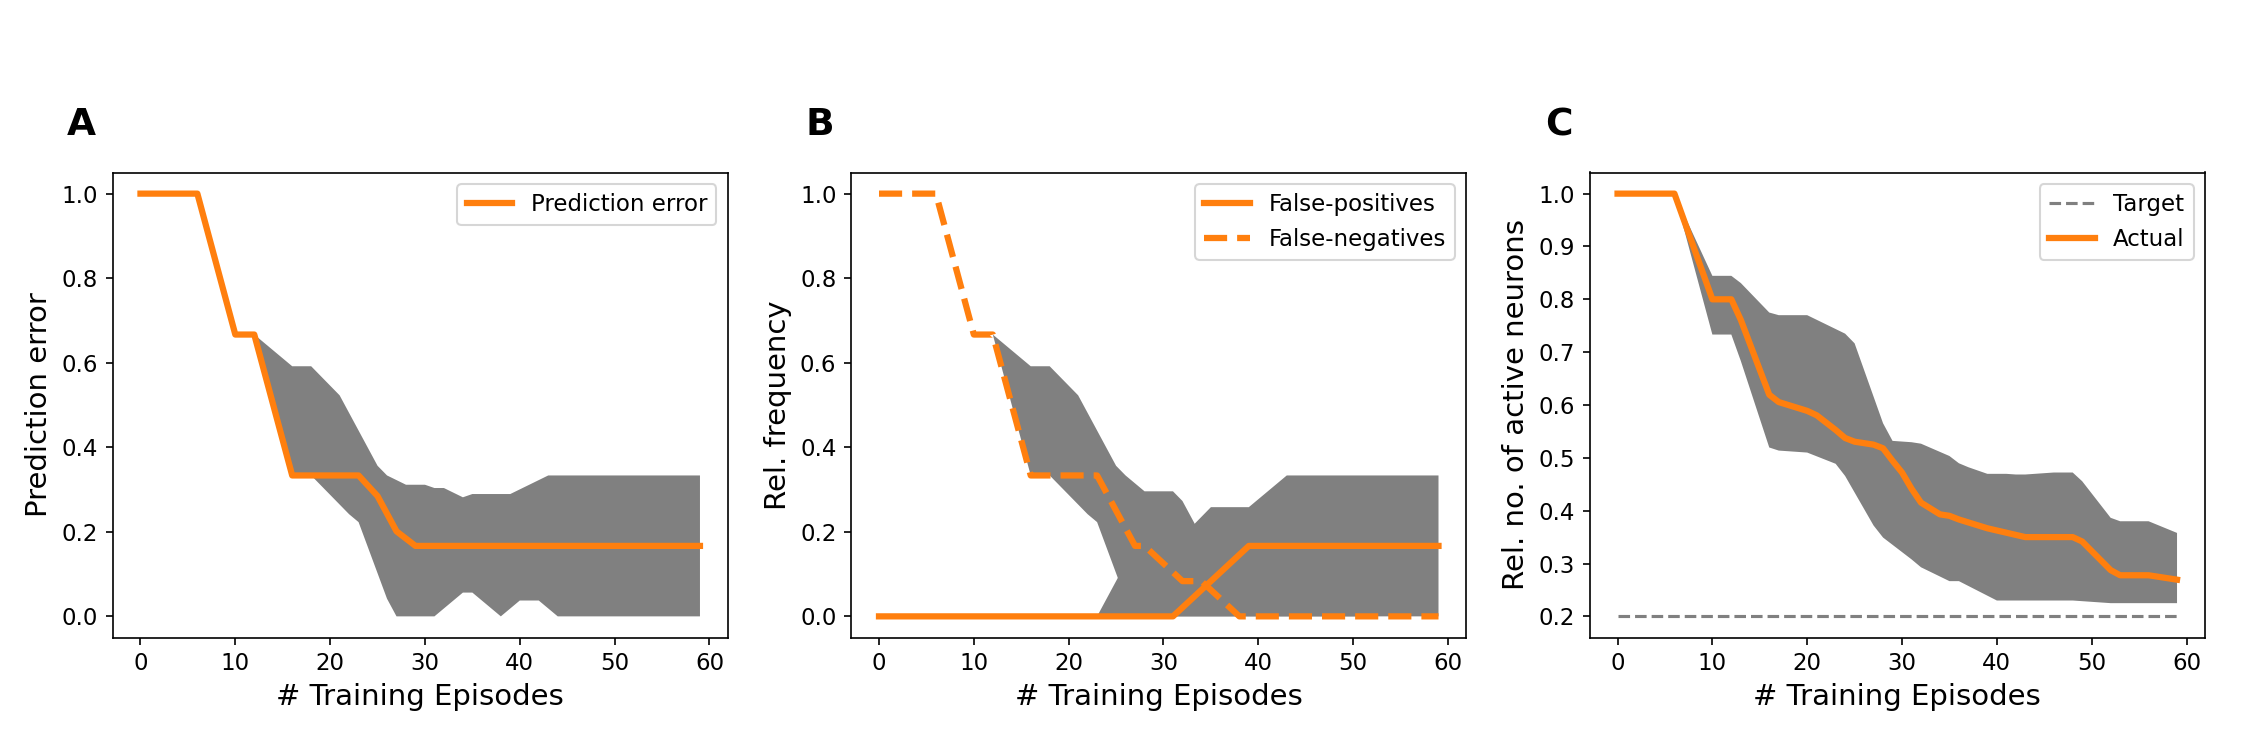 A
B
C
Prediction error
1.0
0.8
0.6
0.4
0.2
0.0
0 10 20 30 40 50 60
# Training Episodes
Prediction error
Rel. frequency
1.0
0.8
0.6
0.4
0.2
0.0
0 10 20 30 40 50 60
# Training Episodes
False-positives
False-negatives
Rel. no. of active neurons
1.0
0.9
0.8
0.7
0.6
0.5
0.4
0.3
0.2
0 10 20 30 40 50 60
# Training Episodes
Target
Actual